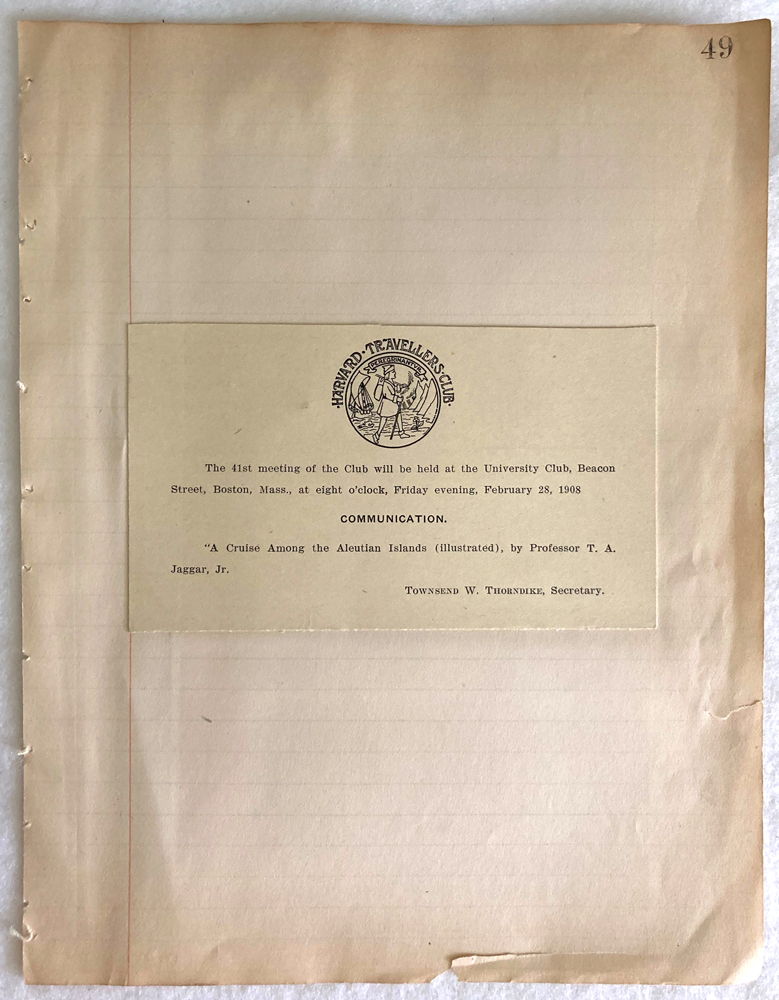 49
·HARVARD·TRAVELLERS·CLUB·
PEREGRINANTUR
The 41st meeting of the Club will be held at the University Club, Beacon
Street, Boston, Mass., at eight o'clock, Friday evening, February 28, 1908
COMMUNICATION.
"A Cruise Among the Aleutian Islands (illustrated), by Professor T. A.
Jaggar, Jr.
TOWNSEND W. THORNDIKE, Secretary.